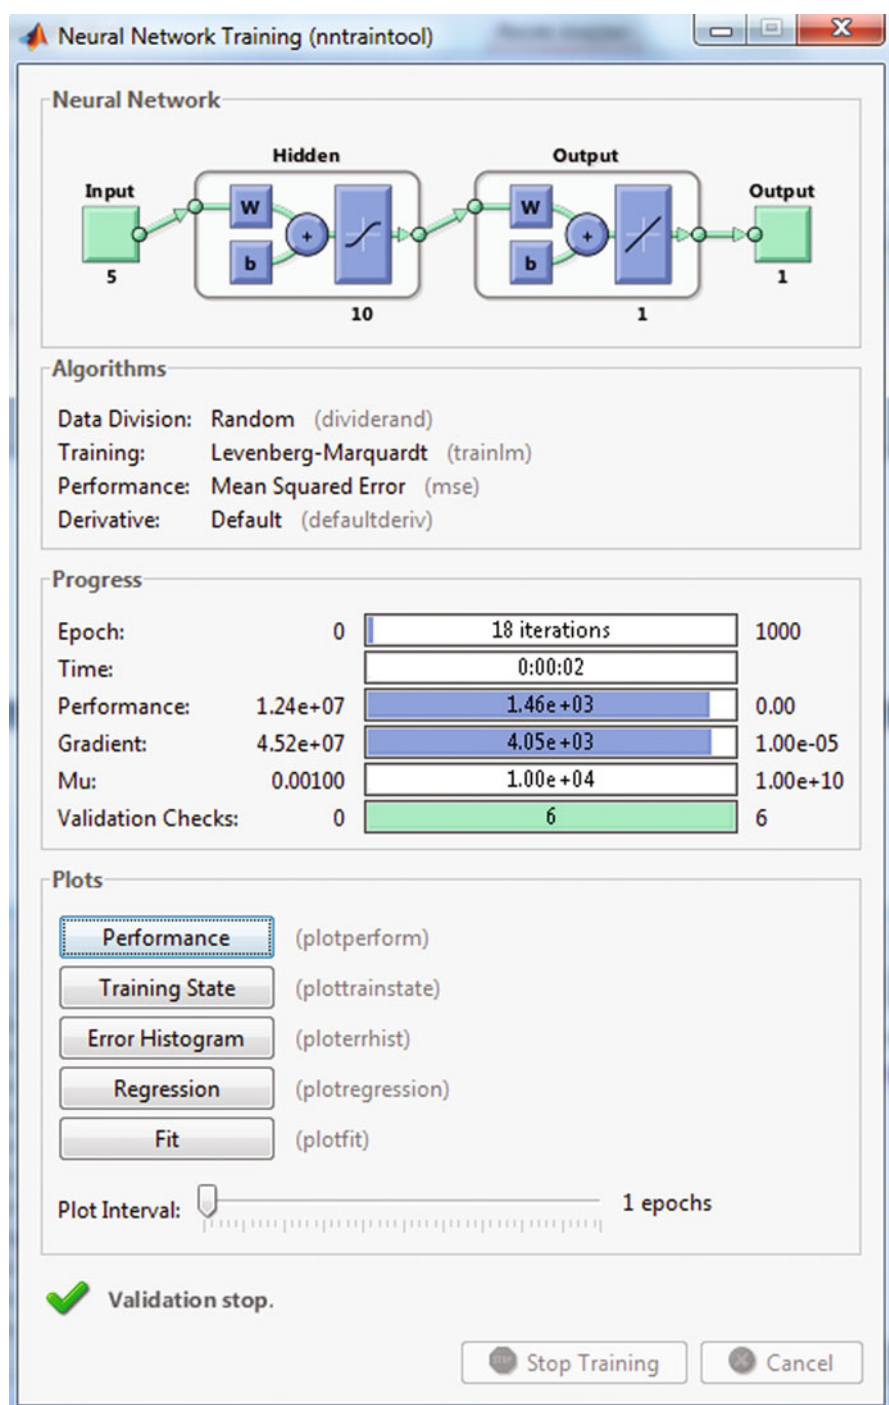 Neural Network Training (nntraintool)
Neural Network
Hidden Output
Input Output
W W
+ +
b b
5 1
10 1
Algorithms
Data Division: Random (dividerand)
Training: Levenberg-Marquardt (trainlm)
Performance: Mean Squared Error (mse)
Derivative: Default (defaultderiv)
Progress
Epoch: 0 18 iterations 1000
Time: 0:00:02
Performance: 1.24e+07 1.46e+03 0.00
Gradient: 4.52e+07 4.05e+03 1.00e-05
Mu: 0.00100 1.00e+04 1.00e+10
Validation Checks: 0 6 6
Plots
Performance (plotperform)
Training State (plottrainstate)
Error Histogram (ploterrhist)
Regression (plotregression)
Fit (plotfit)
Plot Interval: 1 epochs
Validation stop.
Stop Training Cancel